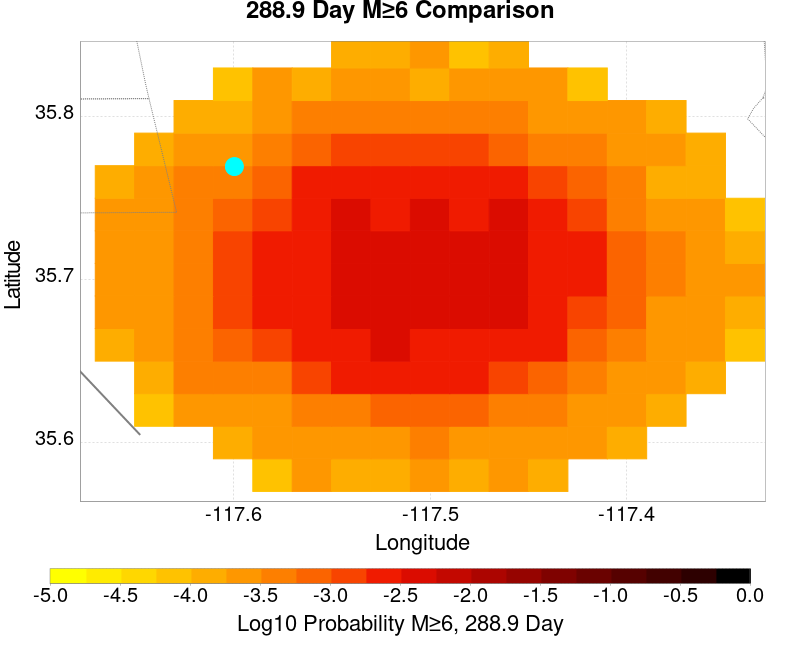 288.9 Day M≥6 Comparison
35.8
35.7
35.6
Latitude
-117.6 -117.5 -117.4
Longitude
-5.0 -4.5 -4.0 -3.5 -3.0 -2.5 -2.0 -1.5 -1.0 -0.5 0.0
Log10 Probability M≥6, 288.9 Day